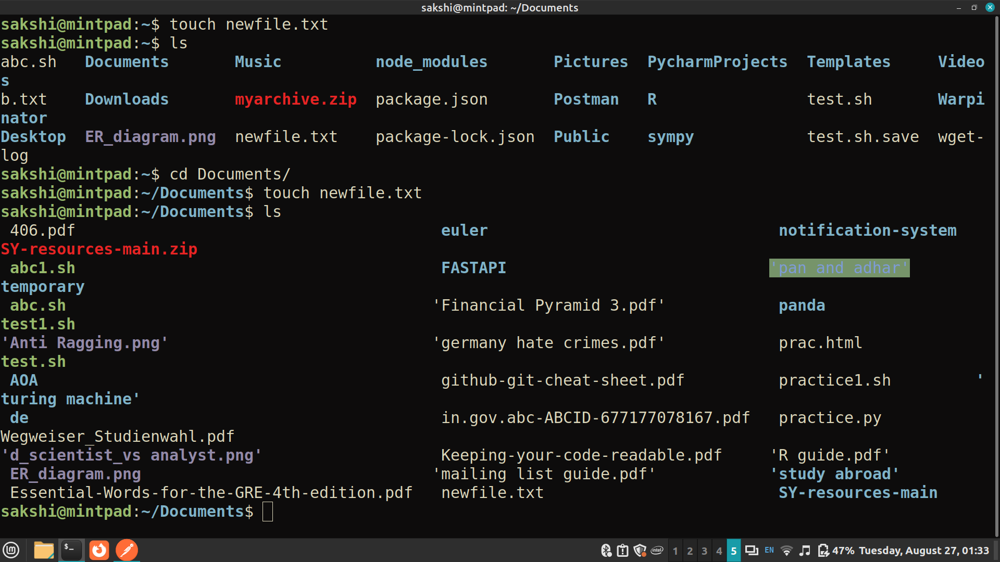 sakshi@mintpad: ~/Documents
sakshi@mintpad:~$ touch newfile.txt
sakshi@mintpad:~$ ls
abc.sh Documents Music node_modules Pictures PycharmProjects Templates Video
s
b.txt Downloads myarchive.zip package.json Postman R test.sh Warpi
nator
Desktop ER_diagram.png newfile.txt package-lock.json Public sympy test.sh.save wget-
log
sakshi@mintpad:~$ cd Documents/
sakshi@mintpad:~/Documents$ touch newfile.txt
sakshi@mintpad:~/Documents$ ls
406.pdf euler notification-system
SY-resources-main.zip
abc1.sh FASTAPI 'pan and adhar'
temporary
abc.sh 'Financial Pyramid 3.pdf' panda
test1.sh
'Anti Ragging.png' 'germany hate crimes.pdf' prac.html
test.sh
AOA github-git-cheat-sheet.pdf practice1.sh '
turing machine'
de in.gov.abc-ABCID-677177078167.pdf practice.py
Wegweiser_Studienwahl.pdf
'd_scientist_vs analyst.png' Keeping-your-code-readable.pdf 'R guide.pdf'
ER_diagram.png 'mailing list guide.pdf' 'study abroad'
Essential-Words-for-the-GRE-4th-edition.pdf newfile.txt SY-resources-main
sakshi@mintpad:~/Documents$
$_ intel 1 2 3 4 5 EN 47% Tuesday, August 27, 01:33